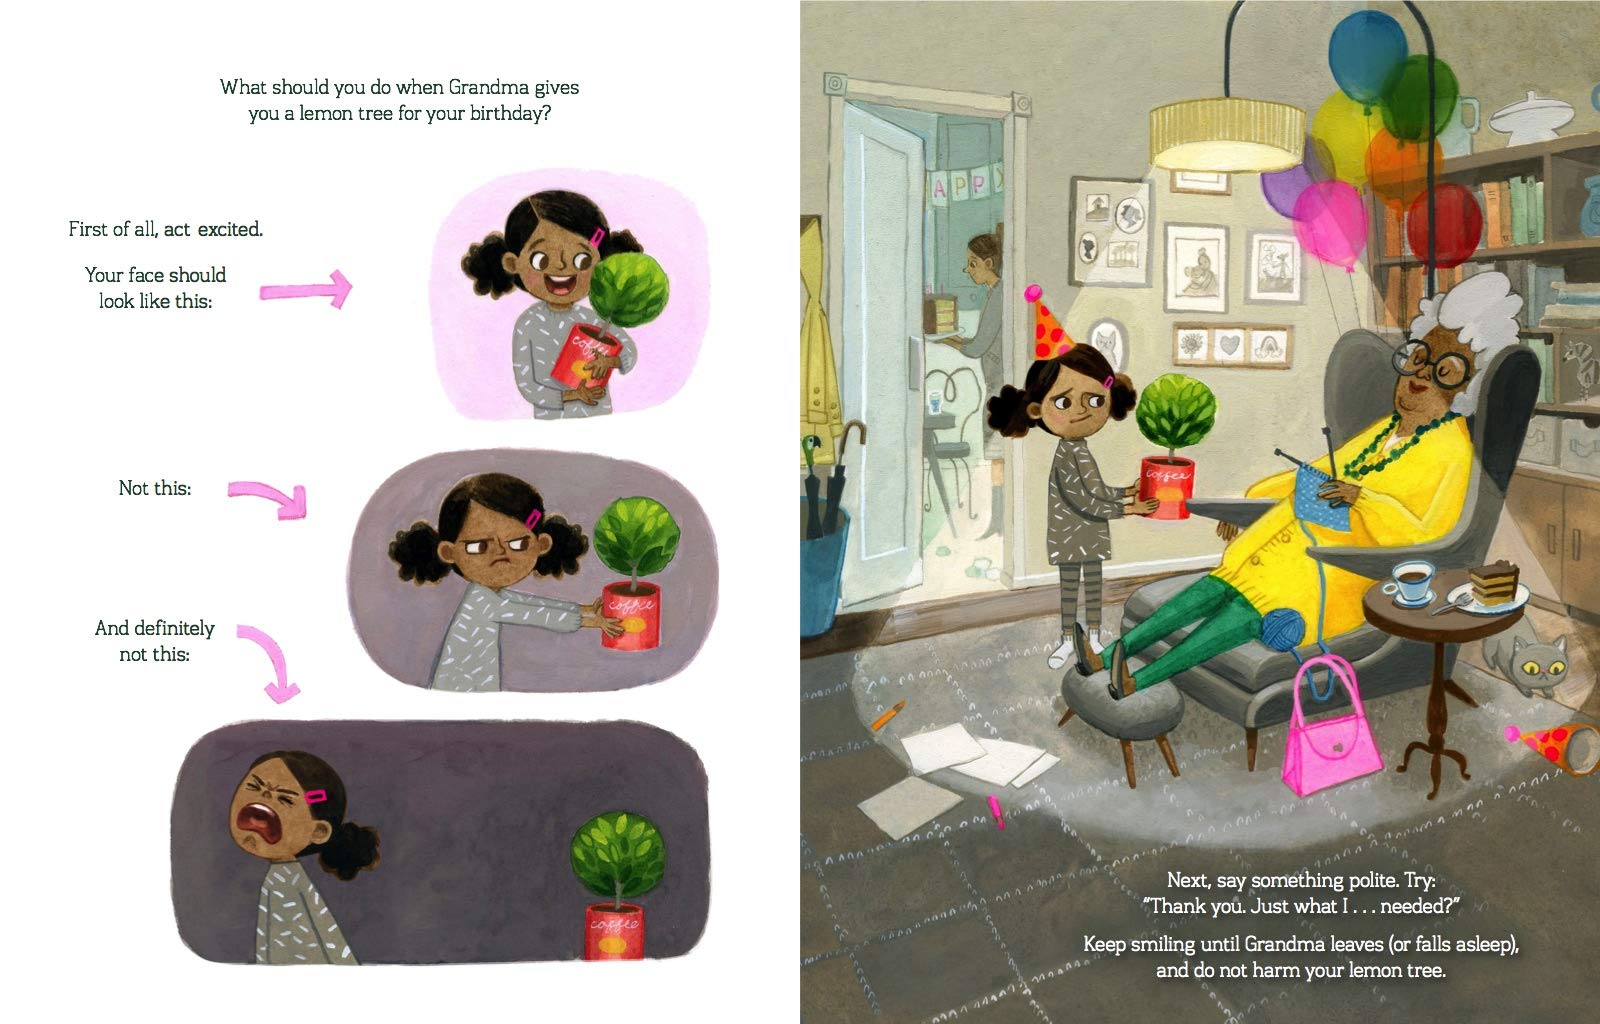 What should you do when Grandma gives
you a lemon tree for your birthday?
First of all, act excited.
Your face should
look like this:
coffee
Not this:
coffee
And definitely
not this:
coffee
APPY
coffee
Next, say something polite. Try:
“Thank you. Just what I . . . needed?”
Keep smiling until Grandma leaves (or falls asleep),
and do not harm your lemon tree.